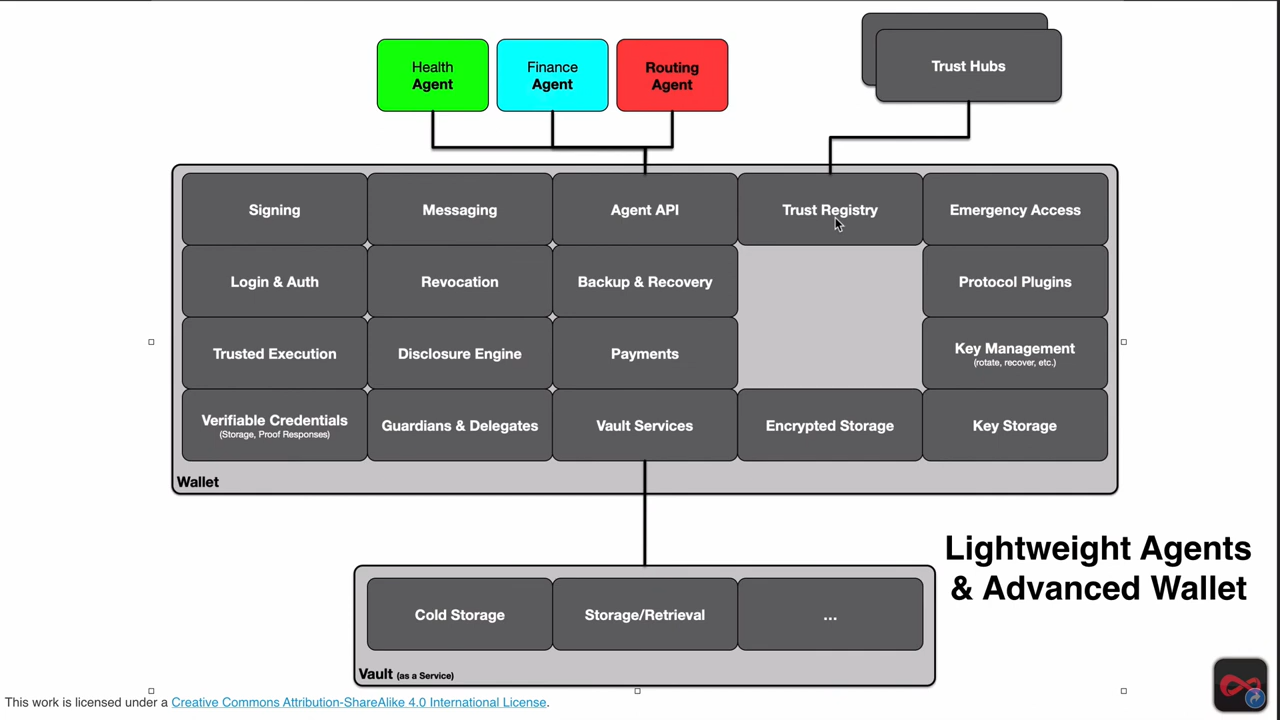 Health
Agent
Finance
Agent
Routing
Agent
Trust Hubs
Signing
Messaging
Agent API
Trust Registry
Emergency Access
Login & Auth
Revocation
Backup & Recovery
Protocol Plugins
Trusted Execution
Disclosure Engine
Payments
Key Management
(rotate, recover, etc.)
Verifiable Credentials
(Storage, Proof Responses)
Guardians & Delegates
Vault Services
Encrypted Storage
Key Storage
Wallet
Lightweight Agents
& Advanced Wallet
Cold Storage
Storage/Retrieval
...
Vault (as a Service)
This work is licensed under a Creative Commons Attribution-ShareAlike 4.0 International License.